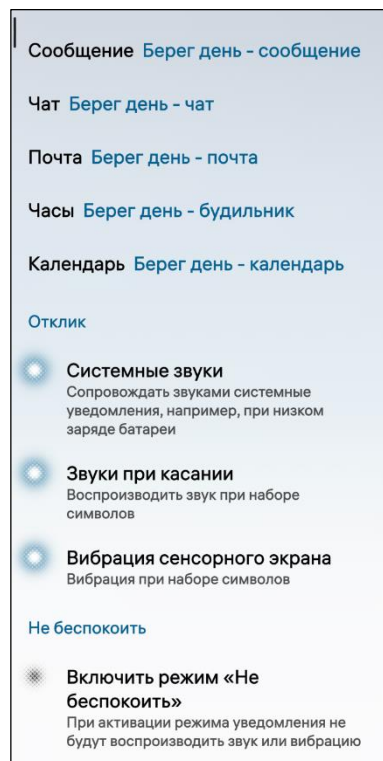 Сообщение Берег день - сообщение
Чат Берег день - чат
Почта Берег день - почта
Часы Берег день - будильник
Календарь Берег день - календарь
Отклик
Системные звуки
Сопровождать звуками системные
уведомления, например, при низком
заряде батареи
Звуки при касании
Воспроизводить звук при наборе
символов
Вибрация сенсорного экрана
Вибрация при наборе символов
Не беспокоить
Включить режим «Не
беспокоить»
При активации режима уведомления не
будут воспроизводить звук или вибрацию